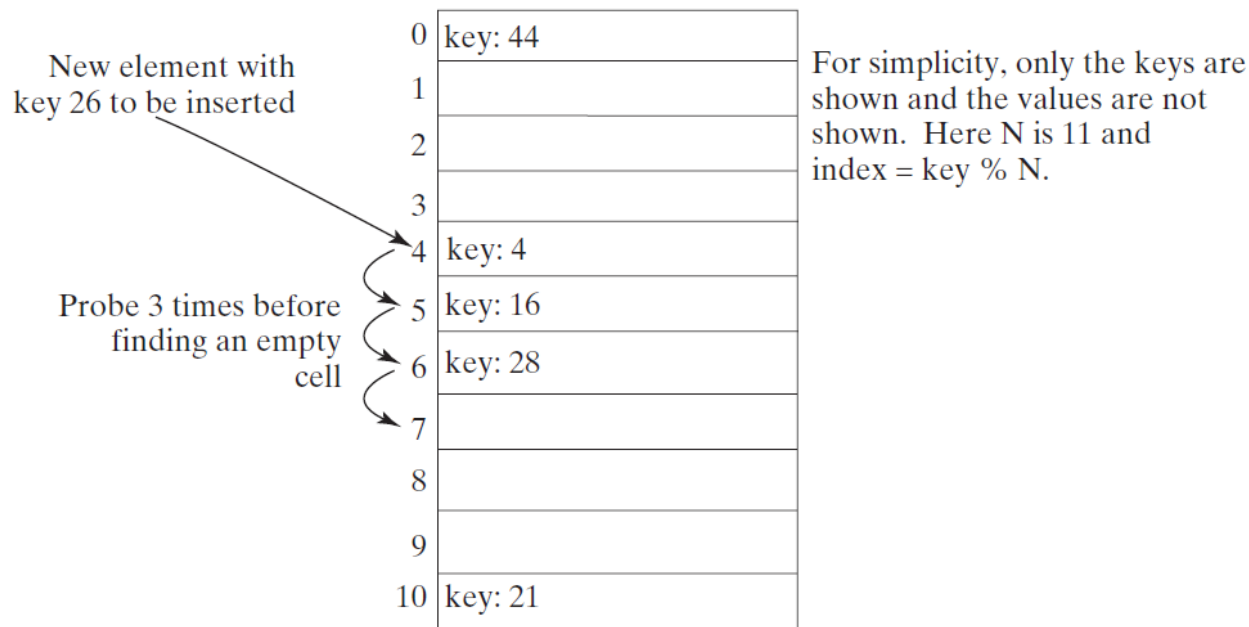 New element with
key 26 to be inserted
Probe 3 times before
finding an empty
cell
0 key: 44
1
2
3
4 key: 4
5 key: 16
6 key: 28
7
8
9
10 key: 21
For simplicity, only the keys are
shown and the values are not
shown. Here N is 11 and
index = key % N.